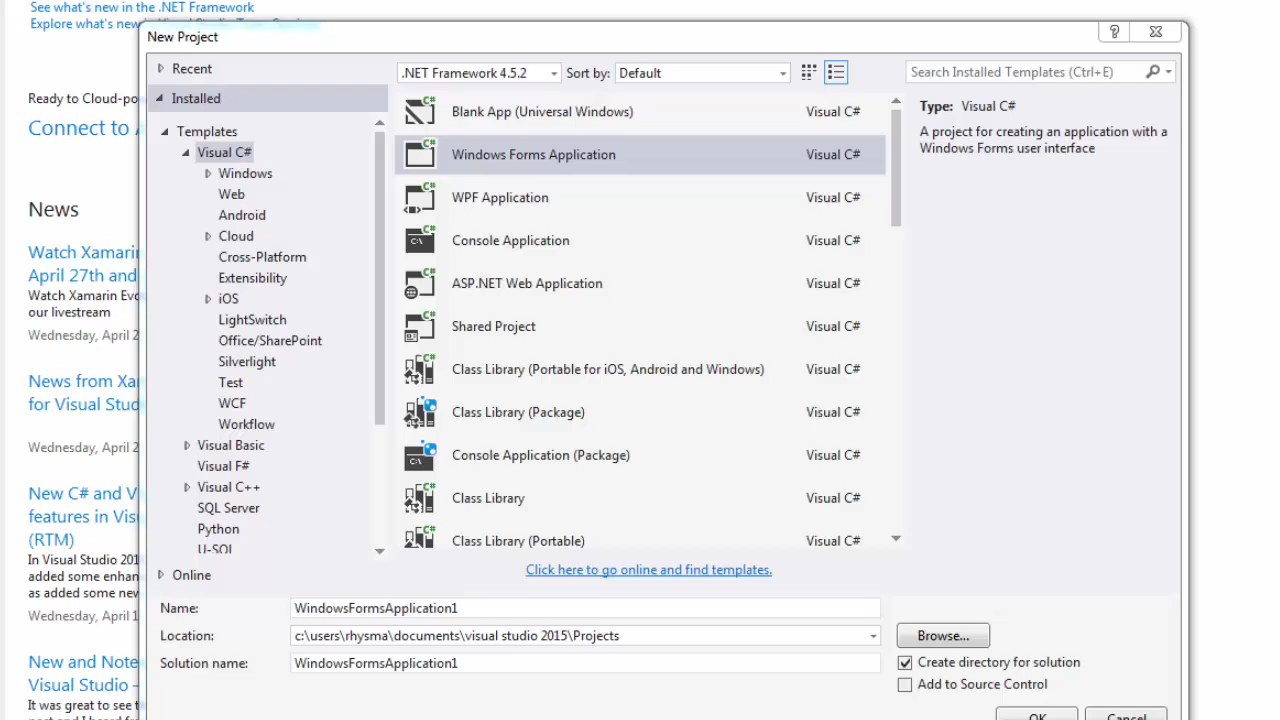 See what's new in the .NET Framework
Explore what's new
New Project
Ready to Cloud-po
Connect to
News
Watch Xamarin
April 27th and
Watch Xamarin Evo
our livestream
Wednesday, April 2
News from Xa
for Visual Stud
Wednesday, April 2
New C# and V
features in Visu
(RTM)
In Visual Studio 201
added some enhan
as added some new
Wednesday, April 1
New and Note
Visual Studio –
It was great to see t
Recent
Installed
Templates
Visual C#
Windows
Web
Android
Cloud
Cross-Platform
Extensibility
iOS
LightSwitch
Office/SharePoint
Silverlight
Test
WCF
Workflow
Visual Basic
Visual F#
Visual C++
SQL Server
Python
U-SQL
Online
.NET Framework 4.5.2 Sort by: Default
Search Installed Templates (Ctrl+E)
Blank App (Universal Windows) Visual C#
Windows Forms Application Visual C#
WPF Application Visual C#
Console Application Visual C#
ASP.NET Web Application Visual C#
Shared Project Visual C#
Class Library (Portable for iOS, Android and Windows) Visual C#
Class Library (Package) Visual C#
Console Application (Package) Visual C#
Class Library Visual C#
Class Library (Portable) Visual C#
Click here to go online and find templates.
Type: Visual C#
A project for creating an application with a
Windows Forms user interface
Name: WindowsFormsApplication1
Location: c:\users\rhysma\documents\visual studio 2015\Projects
Browse...
Solution name: WindowsFormsApplication1
Create directory for solution
Add to Source Control
OK Cancel